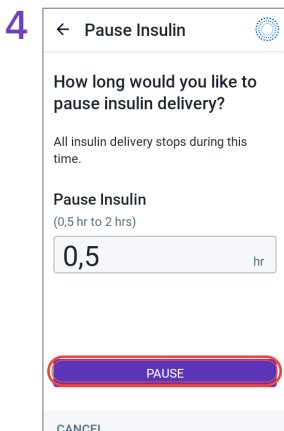 4
Pause Insulin
How long would you like to
pause insulin delivery?
All insulin delivery stops during this
time.
Pause Insulin
(0,5 hr to 2 hrs)
0,5 hr
PAUSE
CANCEL